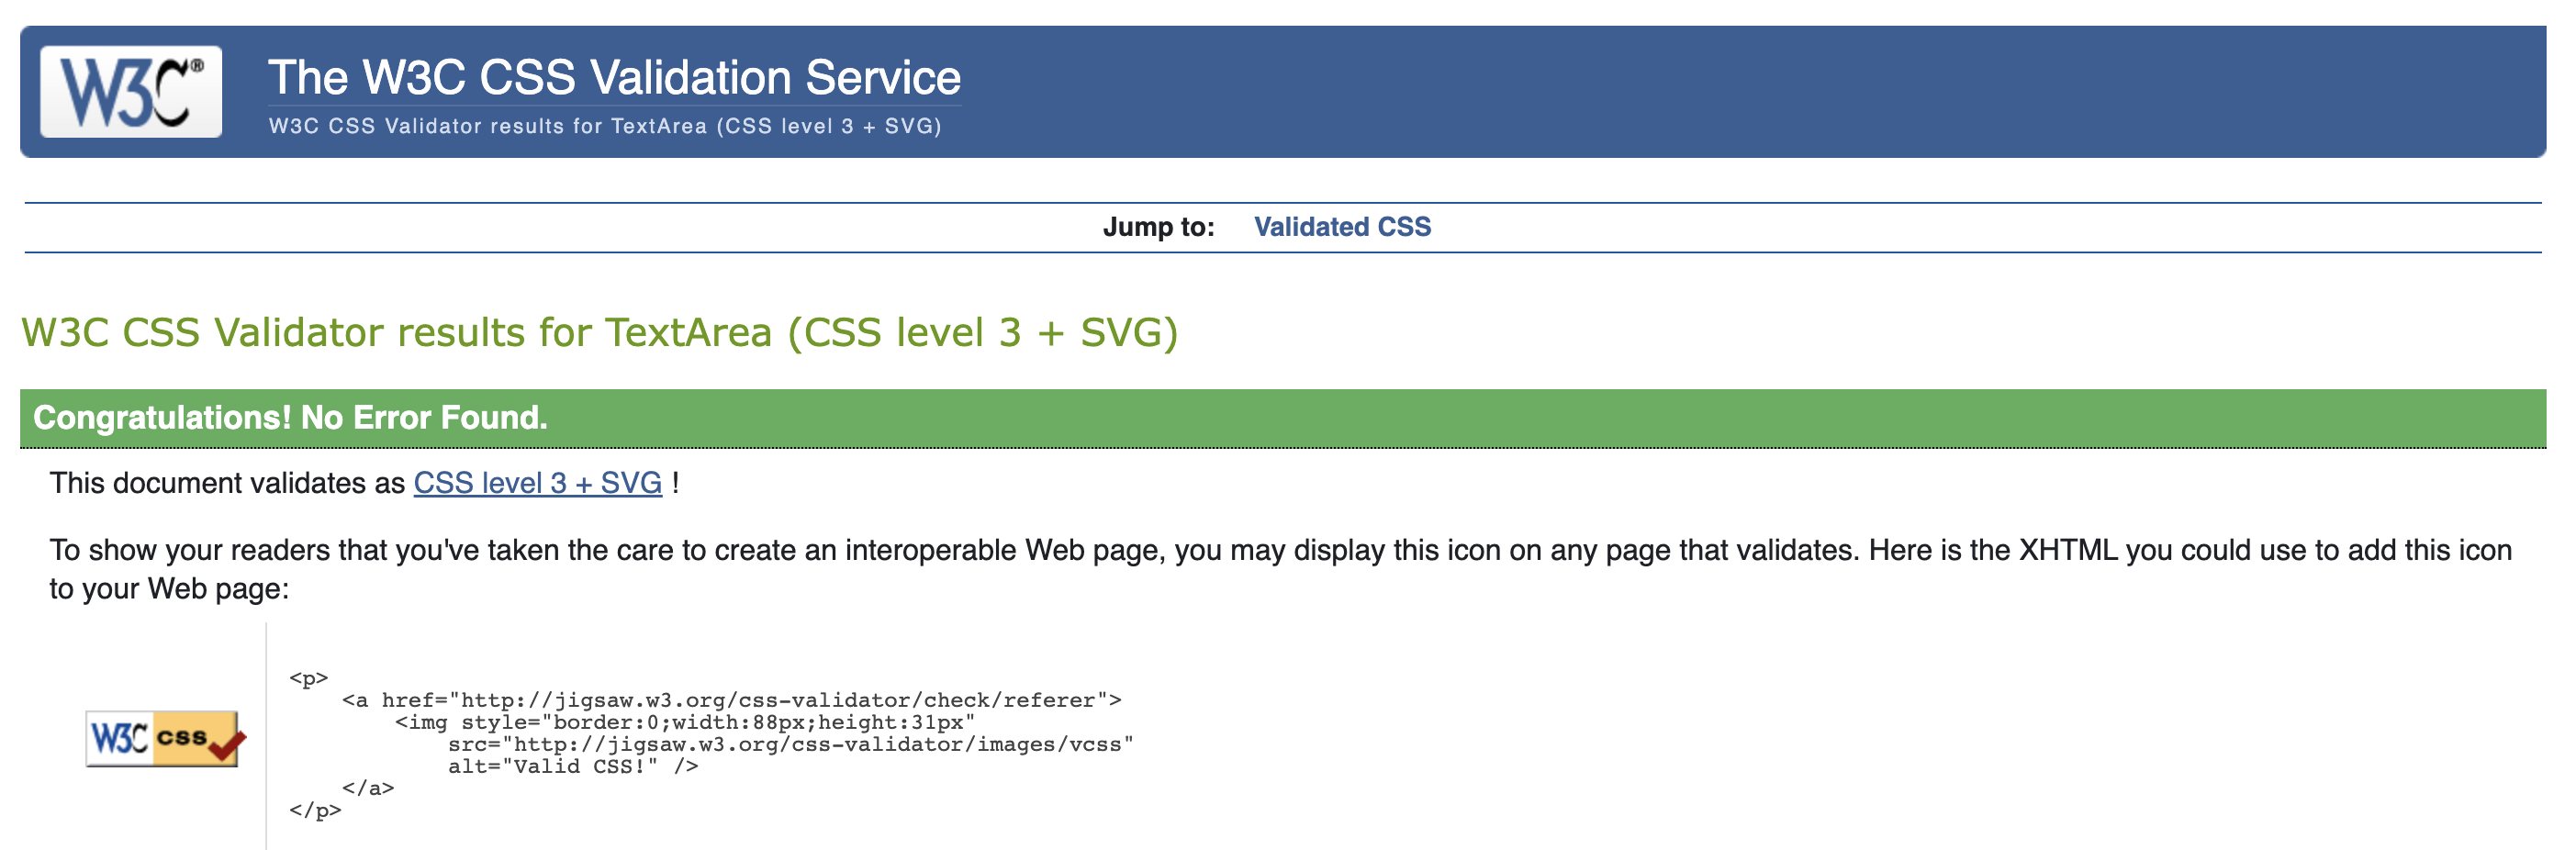 W3C®
The W3C CSS Validation Service
W3C CSS Validator results for TextArea (CSS level 3 + SVG)
Jump to: Validated CSS
W3C CSS Validator results for TextArea (CSS level 3 + SVG)
Congratulations! No Error Found.
This document validates as CSS level 3 + SVG !
To show your readers that you've taken the care to create an interoperable Web page, you may display this icon on any page that validates. Here is the XHTML you could use to add this icon
to your Web page:
W3C css
<p>
    <a href="http://jigsaw.w3.org/css-validator/check/referer">
        <img style="border:0;width:88px;height:31px"
            src="http://jigsaw.w3.org/css-validator/images/vcss"
            alt="Valid CSS!" />
    </a>
</p>